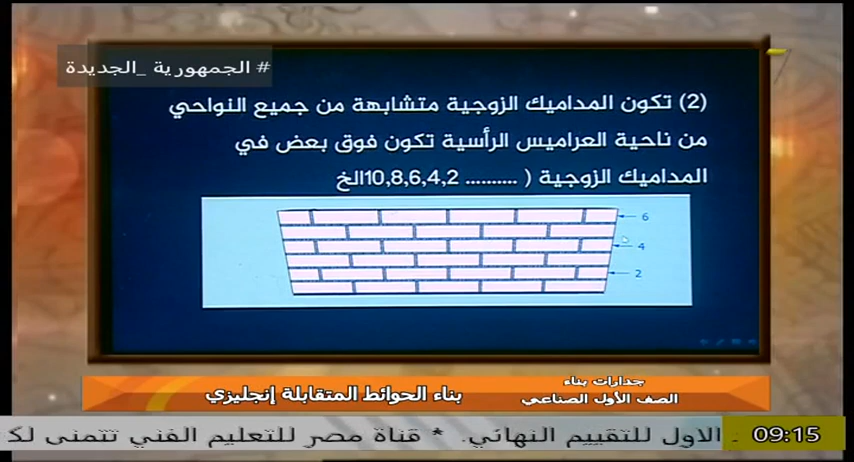 # الجمهورية _الجديدة
(2) تكون المداميك الزوجية متشابهة من جميع النواحي
من ناحية العراميس الرأسية تكون فوق بعض في
المداميك الزوجية ( .......... 10,8,6,4,2الخ
6
4
2
جدارات بناء
الصف الأول الصناعي
بناء الحوائط المتقابلة إنجليزي
الاول للتقييم النهائي. * قناة مصر للتعليم الفني تتمنى لك
09:15